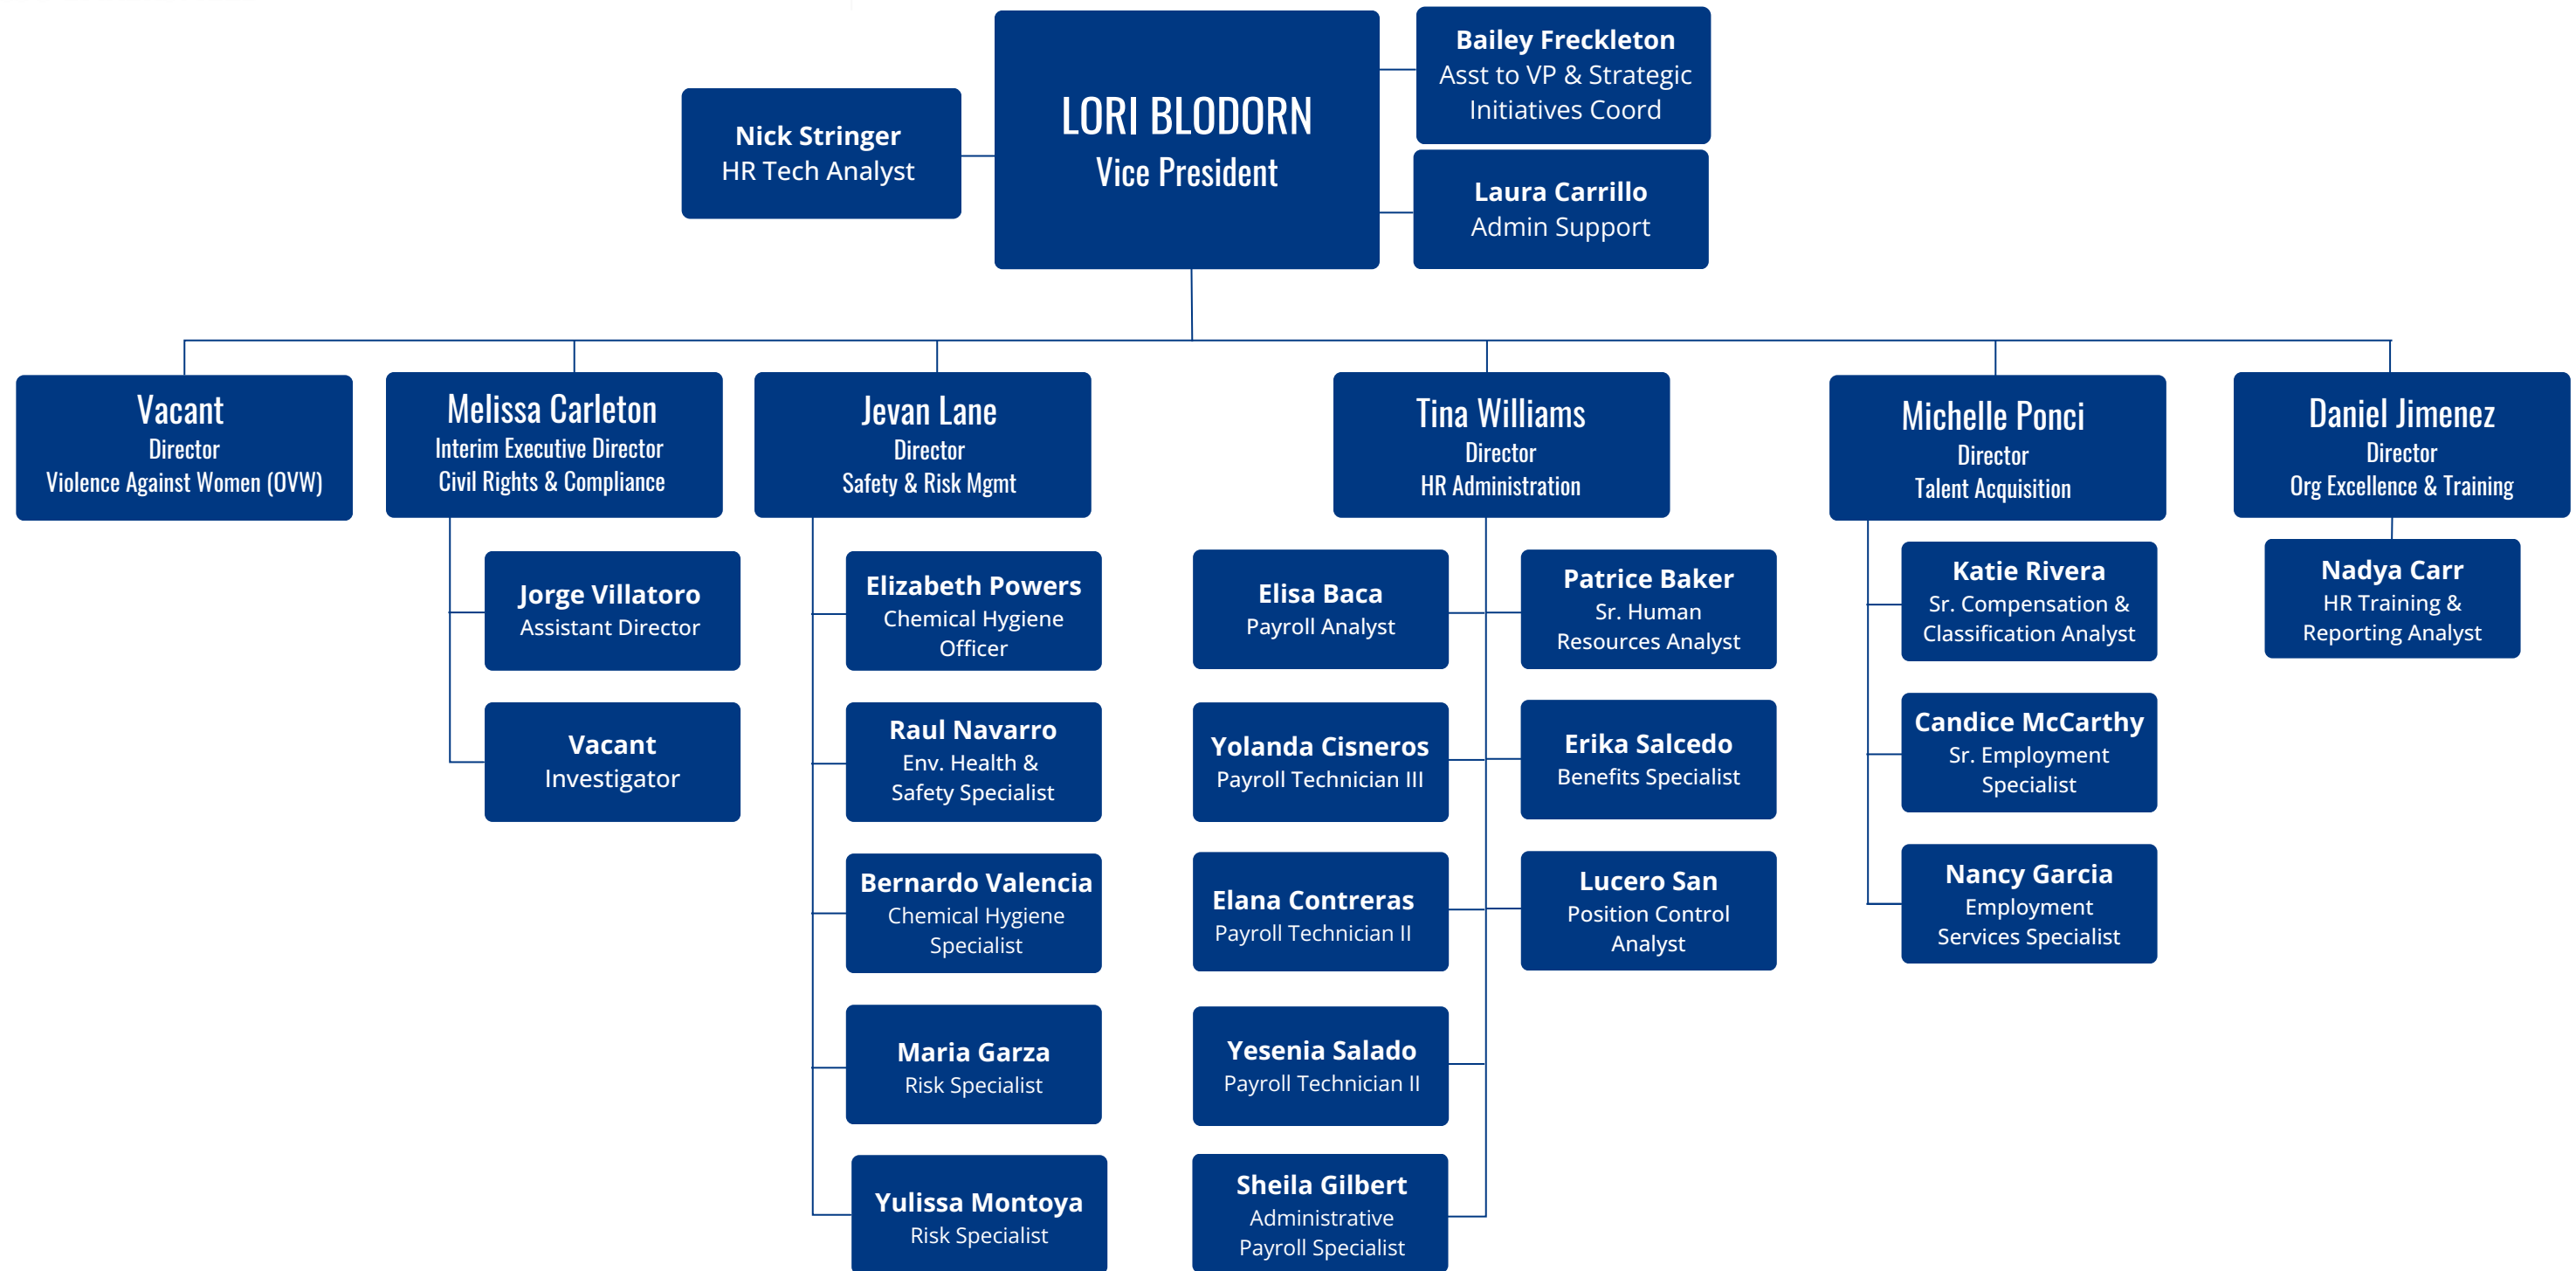 Bailey Freckleton
Asst to VP & Strategic
Initiatives Coord
Nick Stringer
HR Tech Analyst
LORI BLODORN
Vice President
Laura Carrillo
Admin Support
Vacant
Director
Violence Against Women (OVW)
Melissa Carleton
Interim Executive Director
Civil Rights & Compliance
Jevan Lane
Director
Safety & Risk Mgmt
Tina Williams
Director
HR Administration
Michelle Ponci
Director
Talent Acquisition
Daniel Jimenez
Director
Org Excellence & Training
Jorge Villatoro
Assistant Director
Vacant
Investigator
Elizabeth Powers
Chemical Hygiene
Officer
Raul Navarro
Env. Health &
Safety Specialist
Bernardo Valencia
Chemical Hygiene
Specialist
Maria Garza
Risk Specialist
Yulissa Montoya
Risk Specialist
Elisa Baca
Payroll Analyst
Yolanda Cisneros
Payroll Technician III
Elana Contreras
Payroll Technician II
Yesenia Salado
Payroll Technician II
Sheila Gilbert
Administrative
Payroll Specialist
Patrice Baker
Sr. Human
Resources Analyst
Erika Salcedo
Benefits Specialist
Lucero San
Position Control
Analyst
Katie Rivera
Sr. Compensation &
Classification Analyst
Candice McCarthy
Sr. Employment
Specialist
Nancy Garcia
Employment
Services Specialist
Nadya Carr
HR Training &
Reporting Analyst